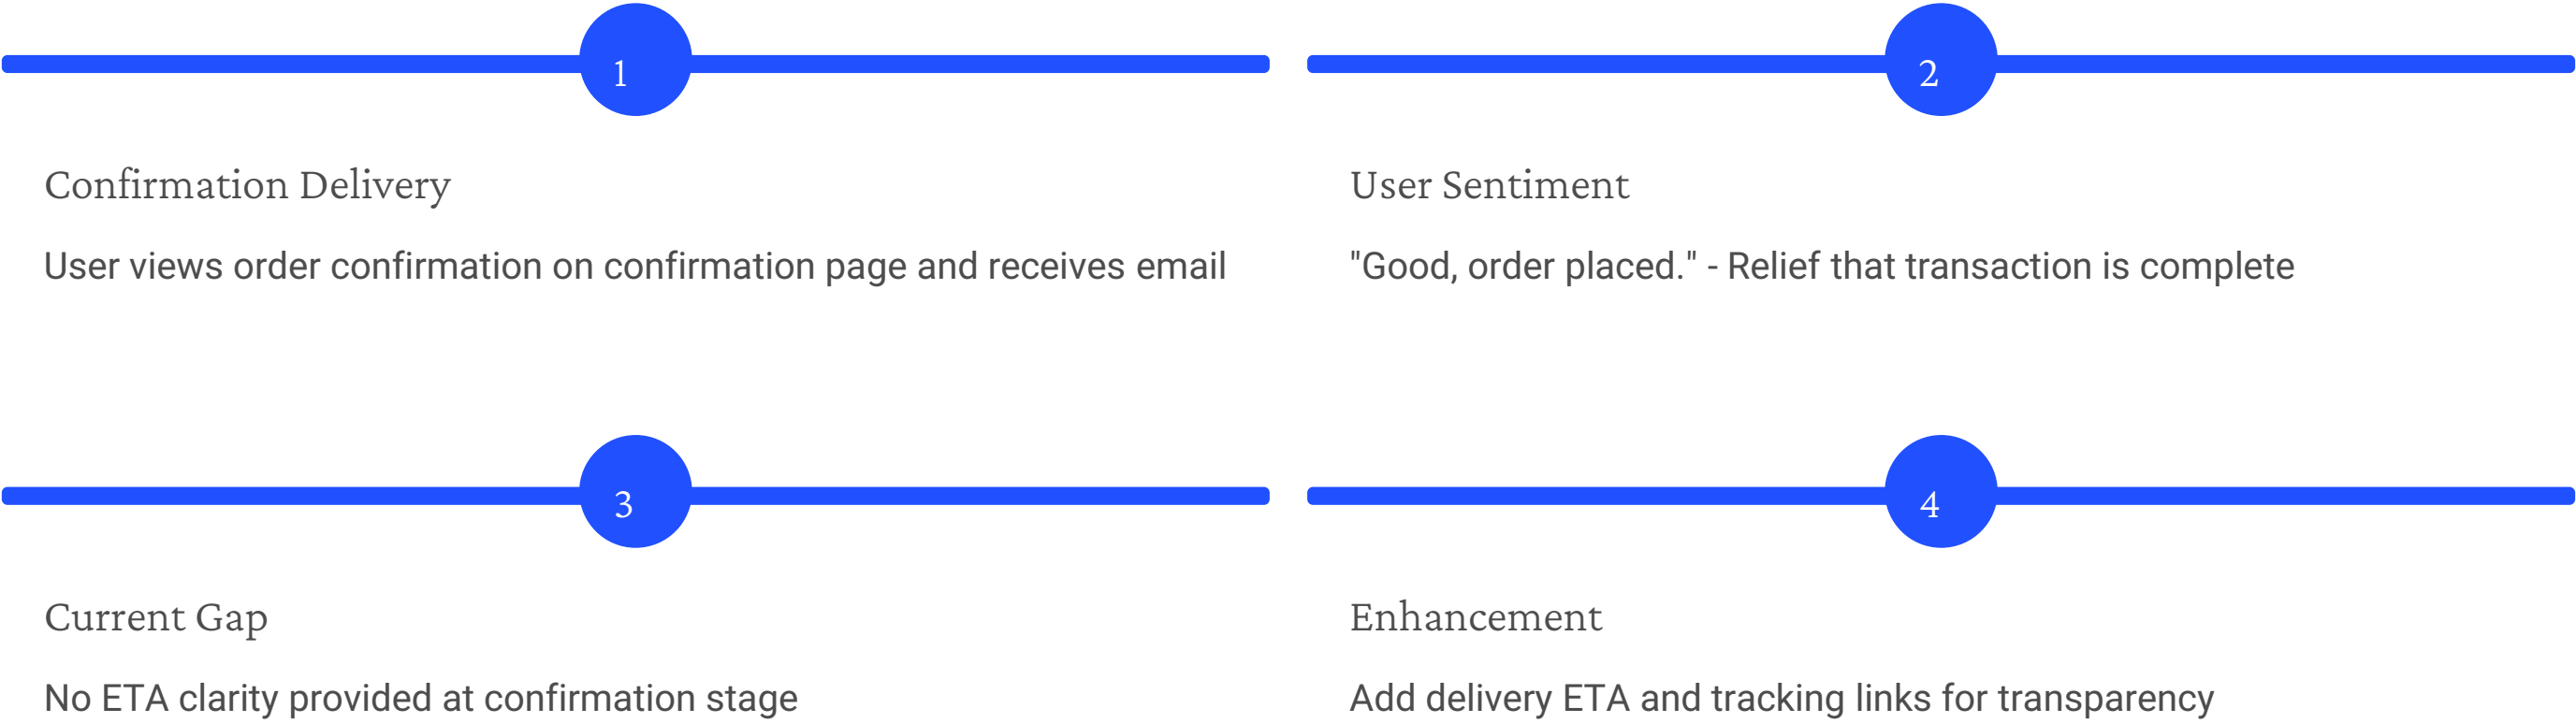 1
Confirmation Delivery
User views order confirmation on confirmation page and receives email
2
User Sentiment
"Good, order placed." - Relief that transaction is complete
3
Current Gap
No ETA clarity provided at confirmation stage
4
Enhancement
Add delivery ETA and tracking links for transparency